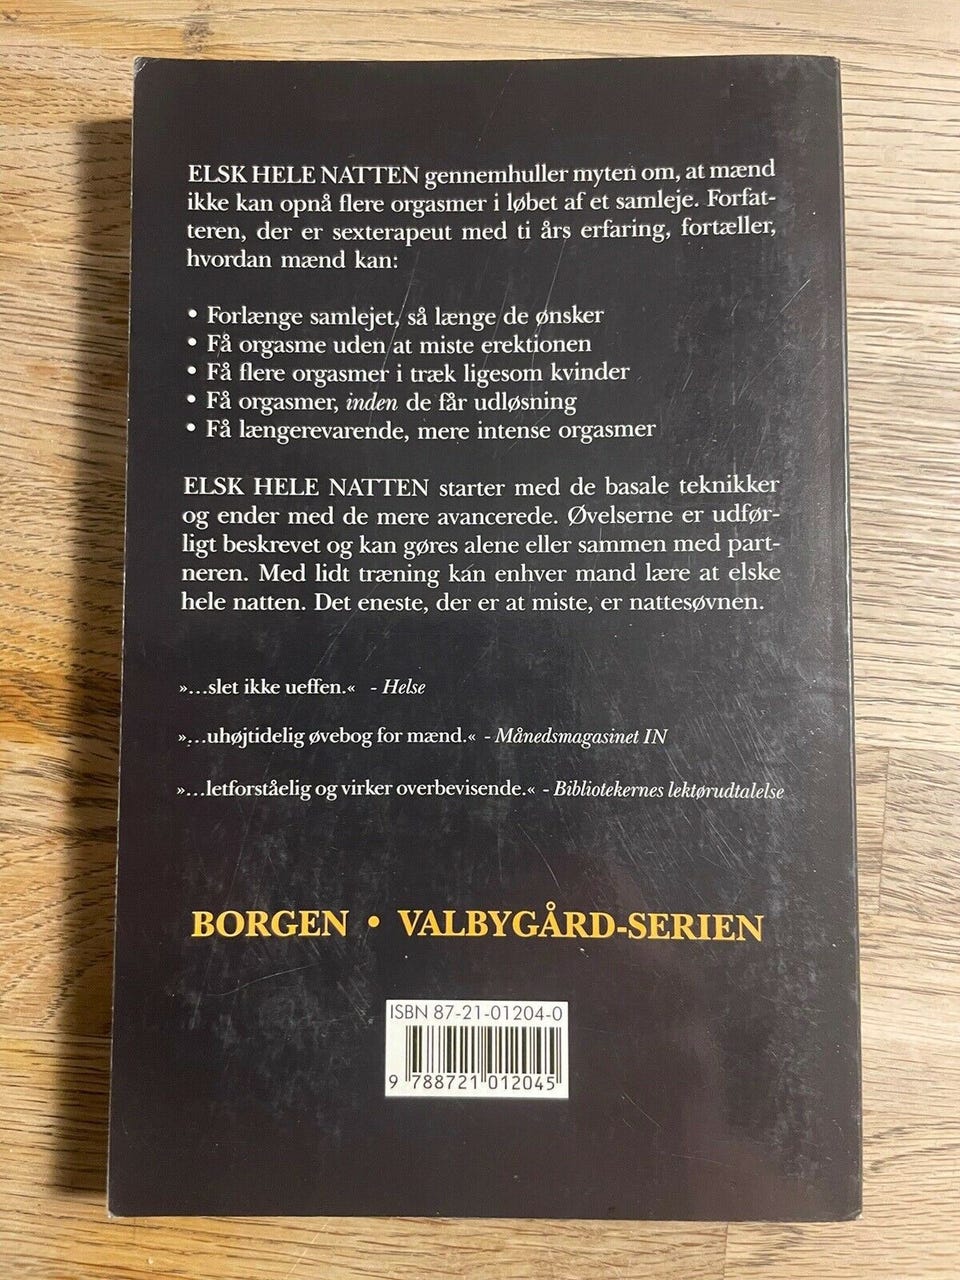 ELSK HELE NATTEN gennemhuller myten om, at mænd
ikke kan opnå flere orgasmer i løbet af et samleje. Forfat-
teren, der er sexterapeut med ti års erfaring, fortæller,
hvordan mænd kan:
• Forlænge samlejet, så længe de ønsker
• Få orgasme uden at miste erektionen
• Få flere orgasmer i træk ligesom kvinder
• Få orgasmer, inden de får udløsning
• Få længerevarende, mere intense orgasmer
ELSK HELE NATTEN starter med de basale teknikker
og ender med de mere avancerede. Øvelserne er udfør-
ligt beskrevet og kan gøres alene eller sammen med part-
neren. Med lidt træning kan enhver mand lære at elske
hele natten. Det eneste, der er at miste, er nattesøvnen.
»...slet ikke ueffen.« - Helse
»...uhøjtidelig øvebog for mænd.« - Månedsmagasinet IN
»...letforståelig og virker overbevisende.« - Bibliotekernes lektørudtalelse
BORGEN • VALBYGÅRD-SERIEN
ISBN 87-21-01204-0
9 788721 012045